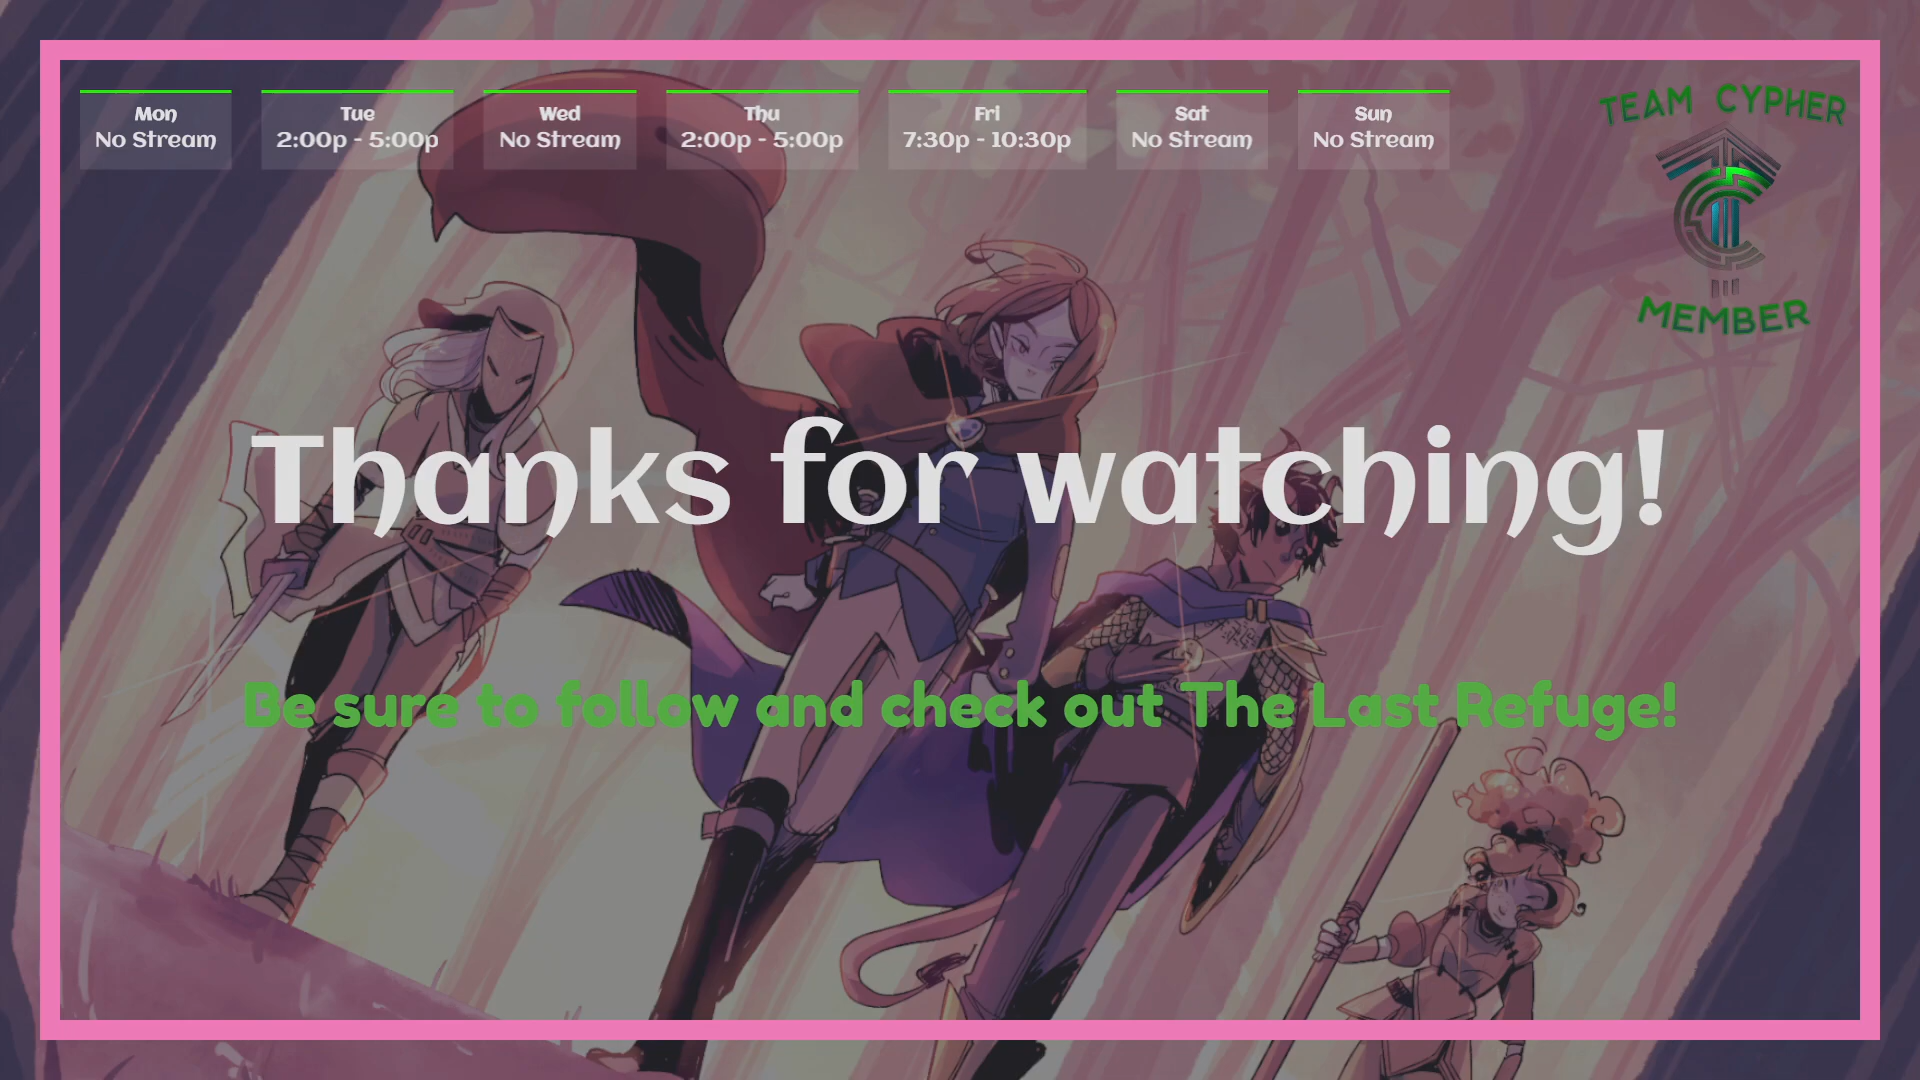 Mon
No Stream
Tue
2:00p - 5:00p
Wed
No Stream
Thu
2:00p - 5:00p
Fri
7:30p - 10:30p
Sat
No Stream
Sun
No Stream
TEAM CYPHER
MEMBER
Thanks for watching!
Be sure to follow and check out The Last Refuge!